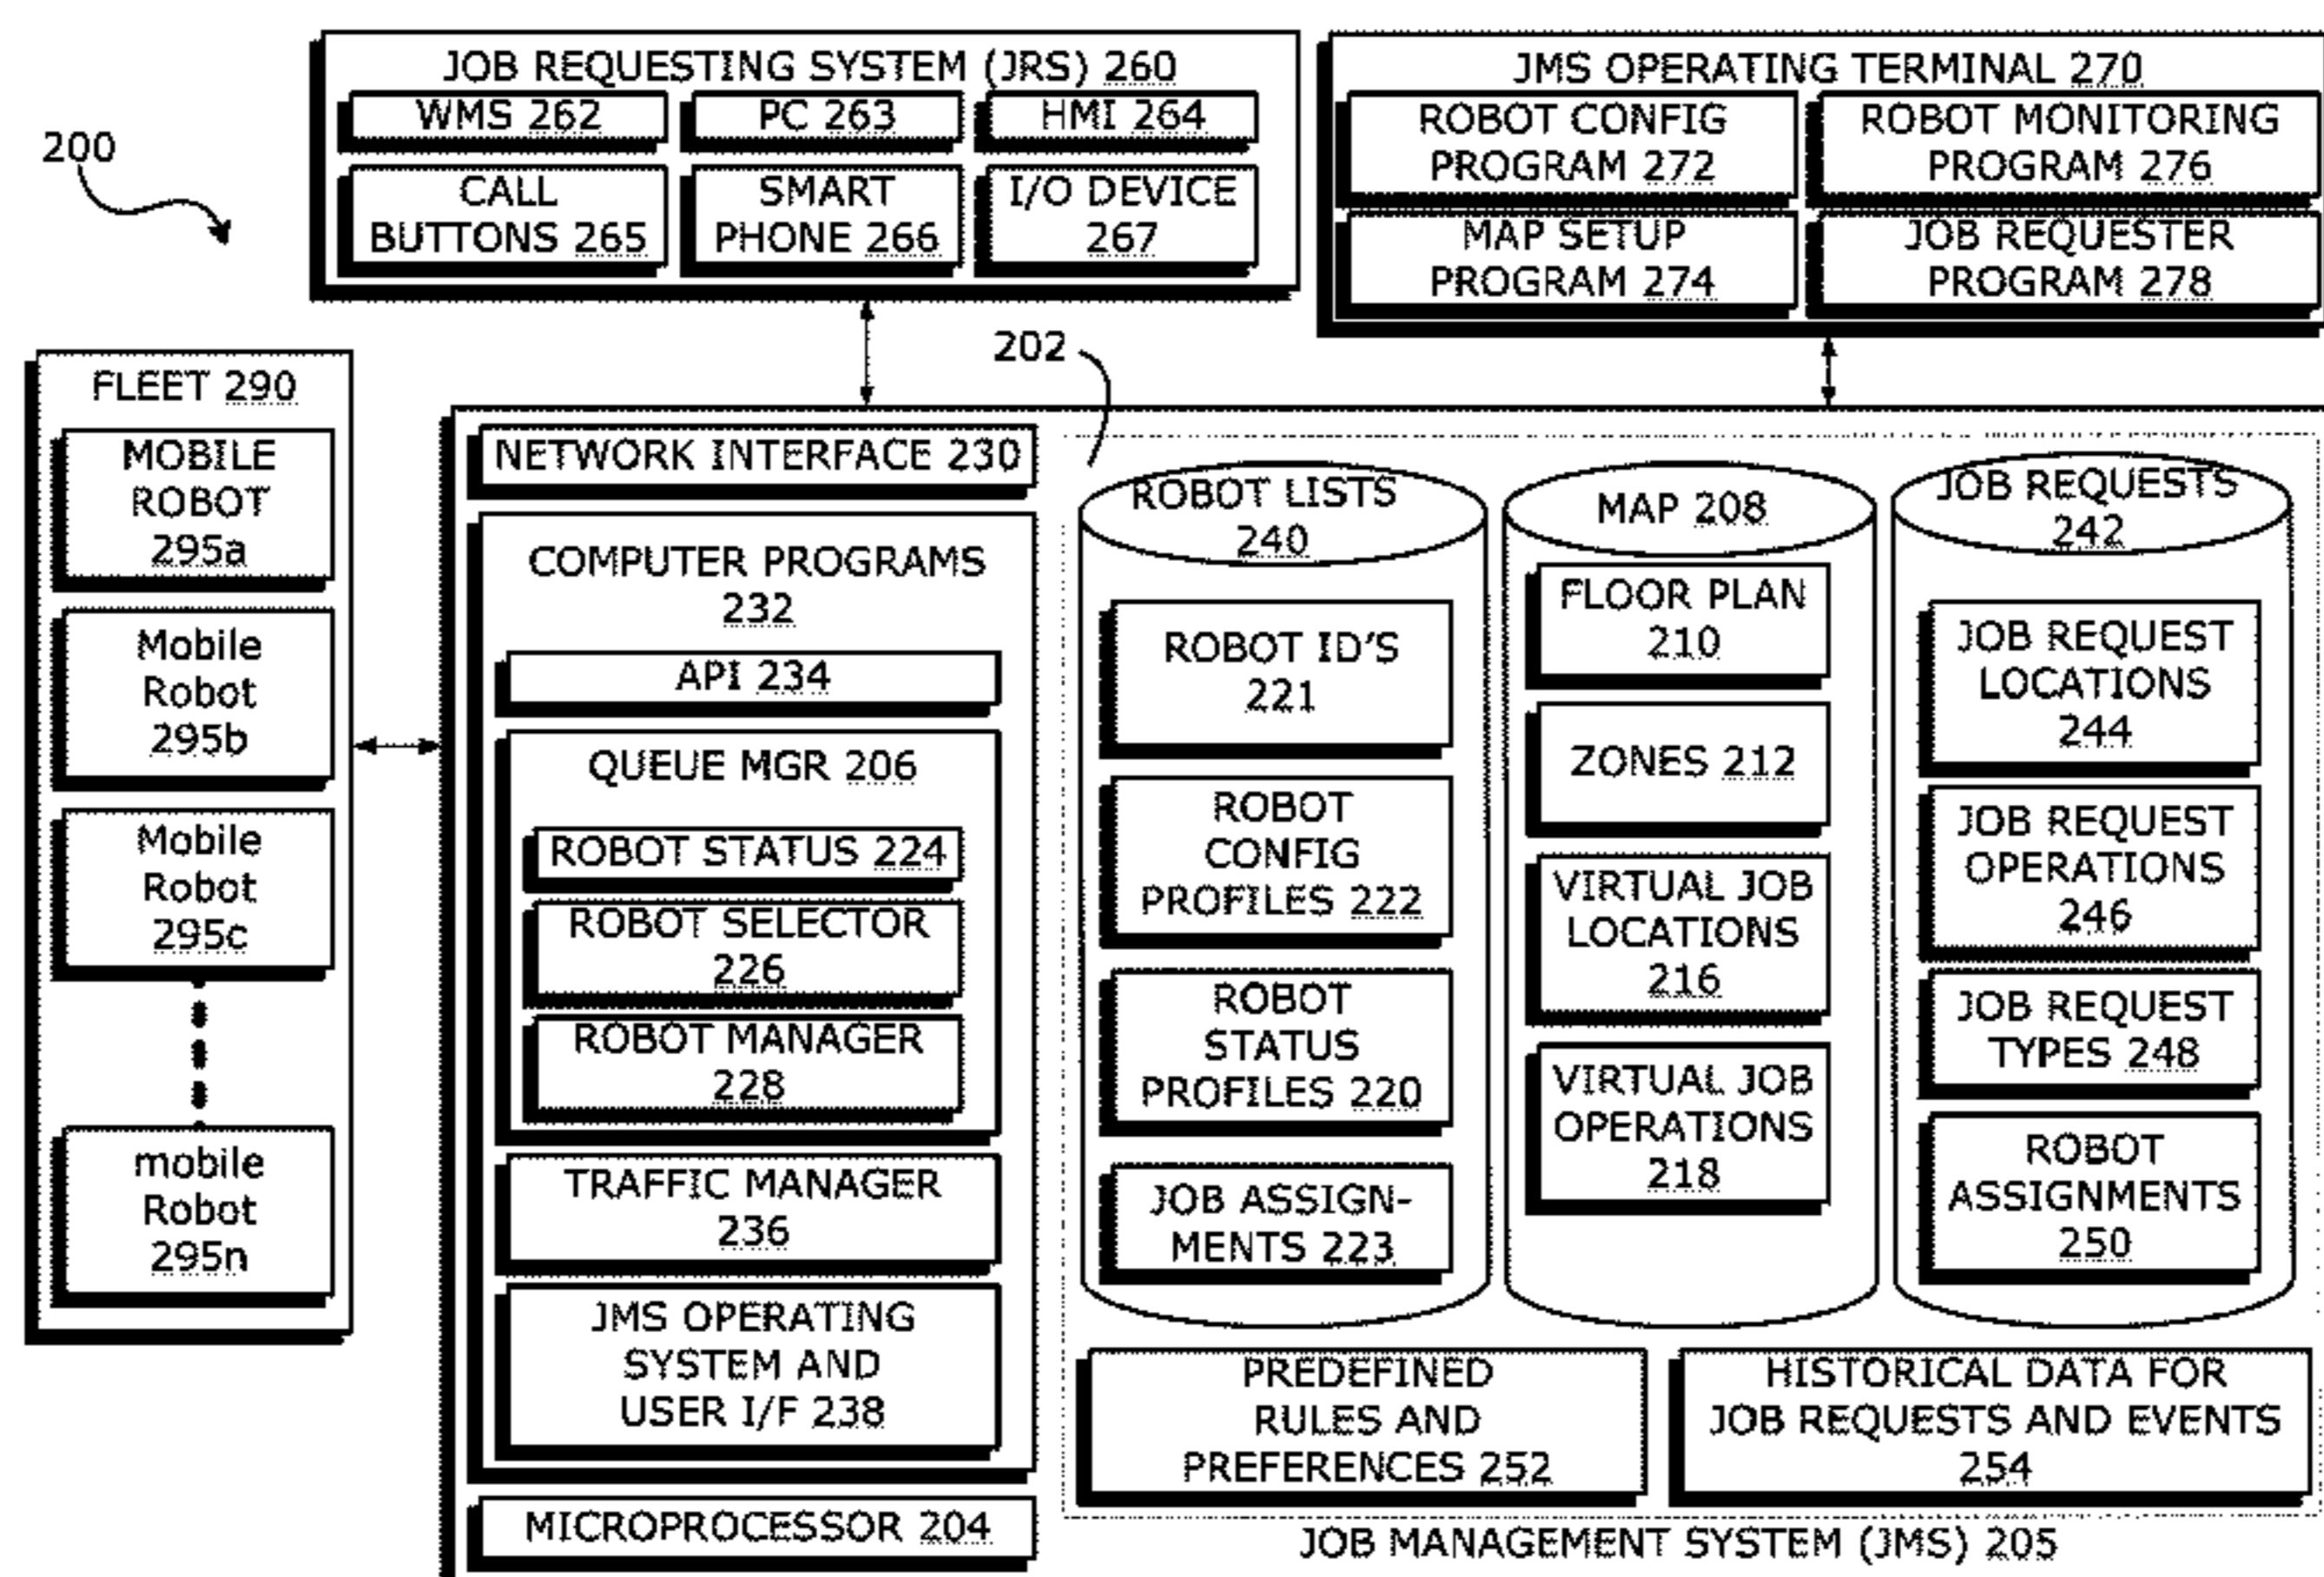 JOB REQUESTING SYSTEM (JRS) 260
WMS 262
PC 263
HMI 264
CALL
BUTTONS 265
SMART
PHONE 266
I/O DEVICE
267
JMS OPERATING TERMINAL 270
ROBOT CONFIG
PROGRAM 272
ROBOT MONITORING
PROGRAM 276
MAP SETUP
PROGRAM 274
JOB REQUESTER
PROGRAM 278
200
202
FLEET 290
MOBILE
ROBOT
295a
Mobile
Robot
295b
Mobile
Robot
295c
mobile
Robot
295n
NETWORK INTERFACE 230
COMPUTER PROGRAMS
232
API 234
QUEUE MGR 206
ROBOT STATUS 224
ROBOT SELECTOR
226
ROBOT MANAGER
228
TRAFFIC MANAGER
236
JMS OPERATING
SYSTEM AND
USER I/F 238
MICROPROCESSOR 204
ROBOT LISTS
240
ROBOT ID'S
221
ROBOT
CONFIG
PROFILES 222
ROBOT
STATUS
PROFILES 220
JOB ASSIGN-
MENTS 223
MAP 208
FLOOR PLAN
210
ZONES 212
VIRTUAL JOB
LOCATIONS
216
VIRTUAL JOB
OPERATIONS
218
JOB REQUESTS
242
JOB REQUEST
LOCATIONS
244
JOB REQUEST
OPERATIONS
246
JOB REQUEST
TYPES 248
ROBOT
ASSIGNMENTS
250
PREDEFINED
RULES AND
PREFERENCES 252
HISTORICAL DATA FOR
JOB REQUESTS AND EVENTS
254
JOB MANAGEMENT SYSTEM (JMS) 205